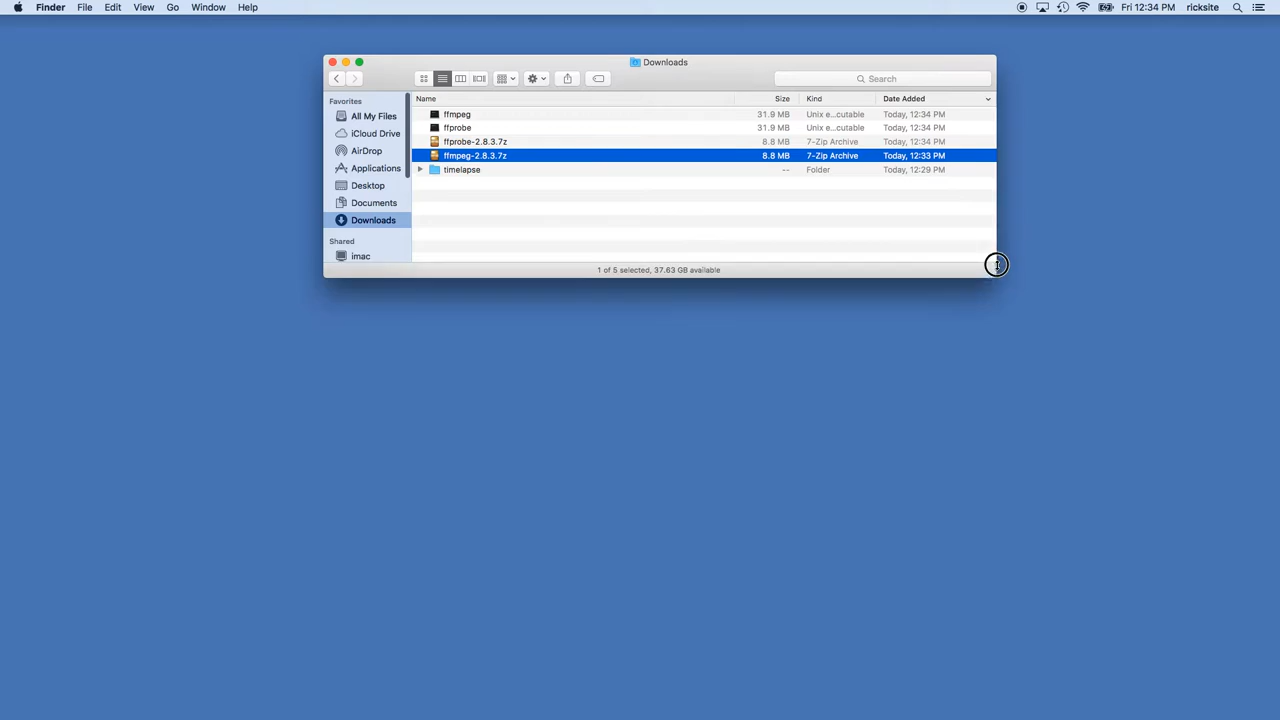 Finder File Edit View Go Window Help Fri 12:34 PM ricksite
Downloads
Search
Favorites Name Size Kind Date Added
All My Files ffmpeg 31.9 MB Unix e...cutable Today, 12:34 PM
iCloud Drive ffprobe 31.9 MB Unix e...cutable Today, 12:34 PM
ffprobe-2.8.3.7z 8.8 MB 7-Zip Archive Today, 12:34 PM
AirDrop ffmpeg-2.8.3.7z 8.8 MB 7-Zip Archive Today, 12:33 PM
Applications timelapse -- Folder Today, 12:29 PM
Desktop
Documents
Downloads
Shared
imac
1 of 5 selected, 37.63 GB available